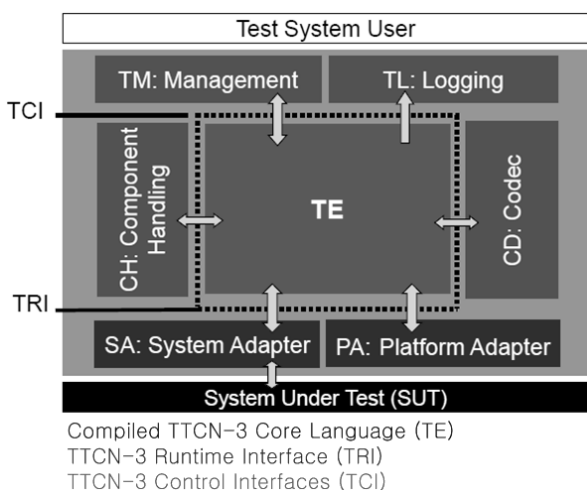 Test System User
TM: Management
TL: Logging
TCI
CH: Component
Handling
TE
CD: Codec
TRI
SA: System Adapter
PA: Platform Adapter
System Under Test (SUT)
Compiled TTCN-3 Core Language (TE)
TTCN-3 Runtime Interface (TRI)
TTCN-3 Control Interfaces (TCI)